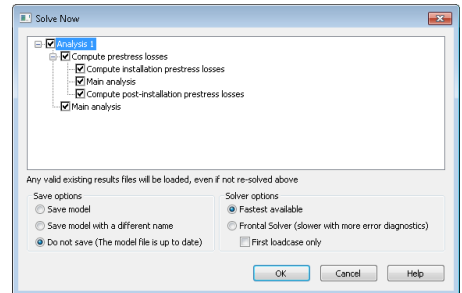 Solve Now
Analysis 1
Compute prestress losses
Compute installation prestress losses
Main analysis
Compute post-installation prestress losses
Main analysis
Any valid existing results files will be loaded, even if not re-solved above
Save options
Save model
Save model with a different name
Do not save (The model file is up to date)
Solver options
Fastest available
Frontal Solver (slower with more error diagnostics)
First loadcase only
OK
Cancel
Help